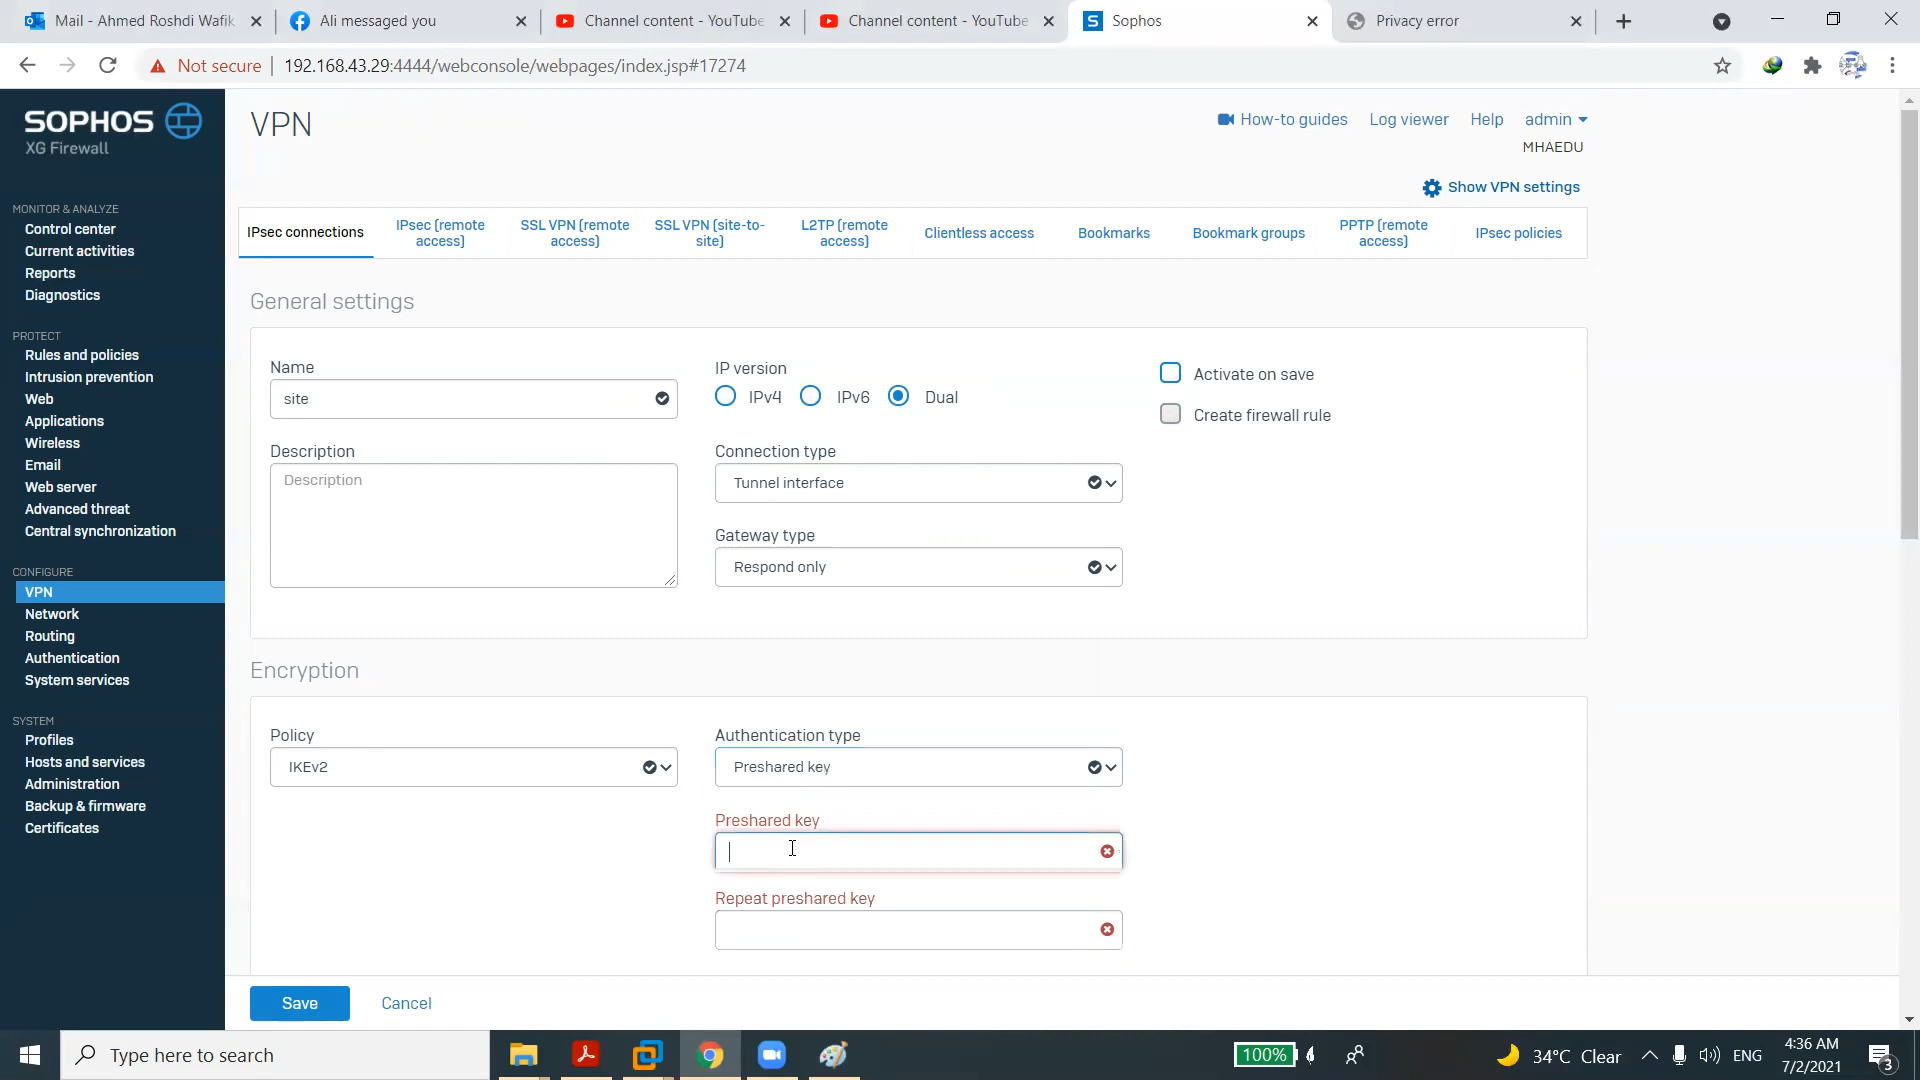 Mail - Ahmed Roshdi Wafik
Ali messaged you
Channel content - YouTube
Channel content - YouTube
Sophos
Privacy error
Not secure
192.168.43.29:4444/webconsole/webpages/index.jsp#17274
SOPHOS
XG Firewall
MONITOR & ANALYZE
Control center
Current activities
Reports
Diagnostics
PROTECT
Rules and policies
Intrusion prevention
Web
Applications
Wireless
Email
Web server
Advanced threat
Central synchronization
CONFIGURE
VPN
Network
Routing
Authentication
System services
SYSTEM
Profiles
Hosts and services
Administration
Backup & firmware
Certificates
VPN
How-to guides
Log viewer
Help
admin
MHAEDU
Show VPN settings
IPsec connections
IPsec (remote
access)
SSL VPN (remote
access)
SSL VPN (site-to-
site)
L2TP (remote
access)
Clientless access
Bookmarks
Bookmark groups
PPTP (remote
access)
IPsec policies
General settings
Name
site
Description
Description
IP version
IPv4
IPv6
Dual
Connection type
Tunnel interface
Gateway type
Respond only
Activate on save
Create firewall rule
Encryption
Policy
IKEv2
Authentication type
Preshared key
Preshared key
Repeat preshared key
Save
Cancel
Type here to search
100%
34°C Clear
ENG
4:36 AM
7/2/2021
3